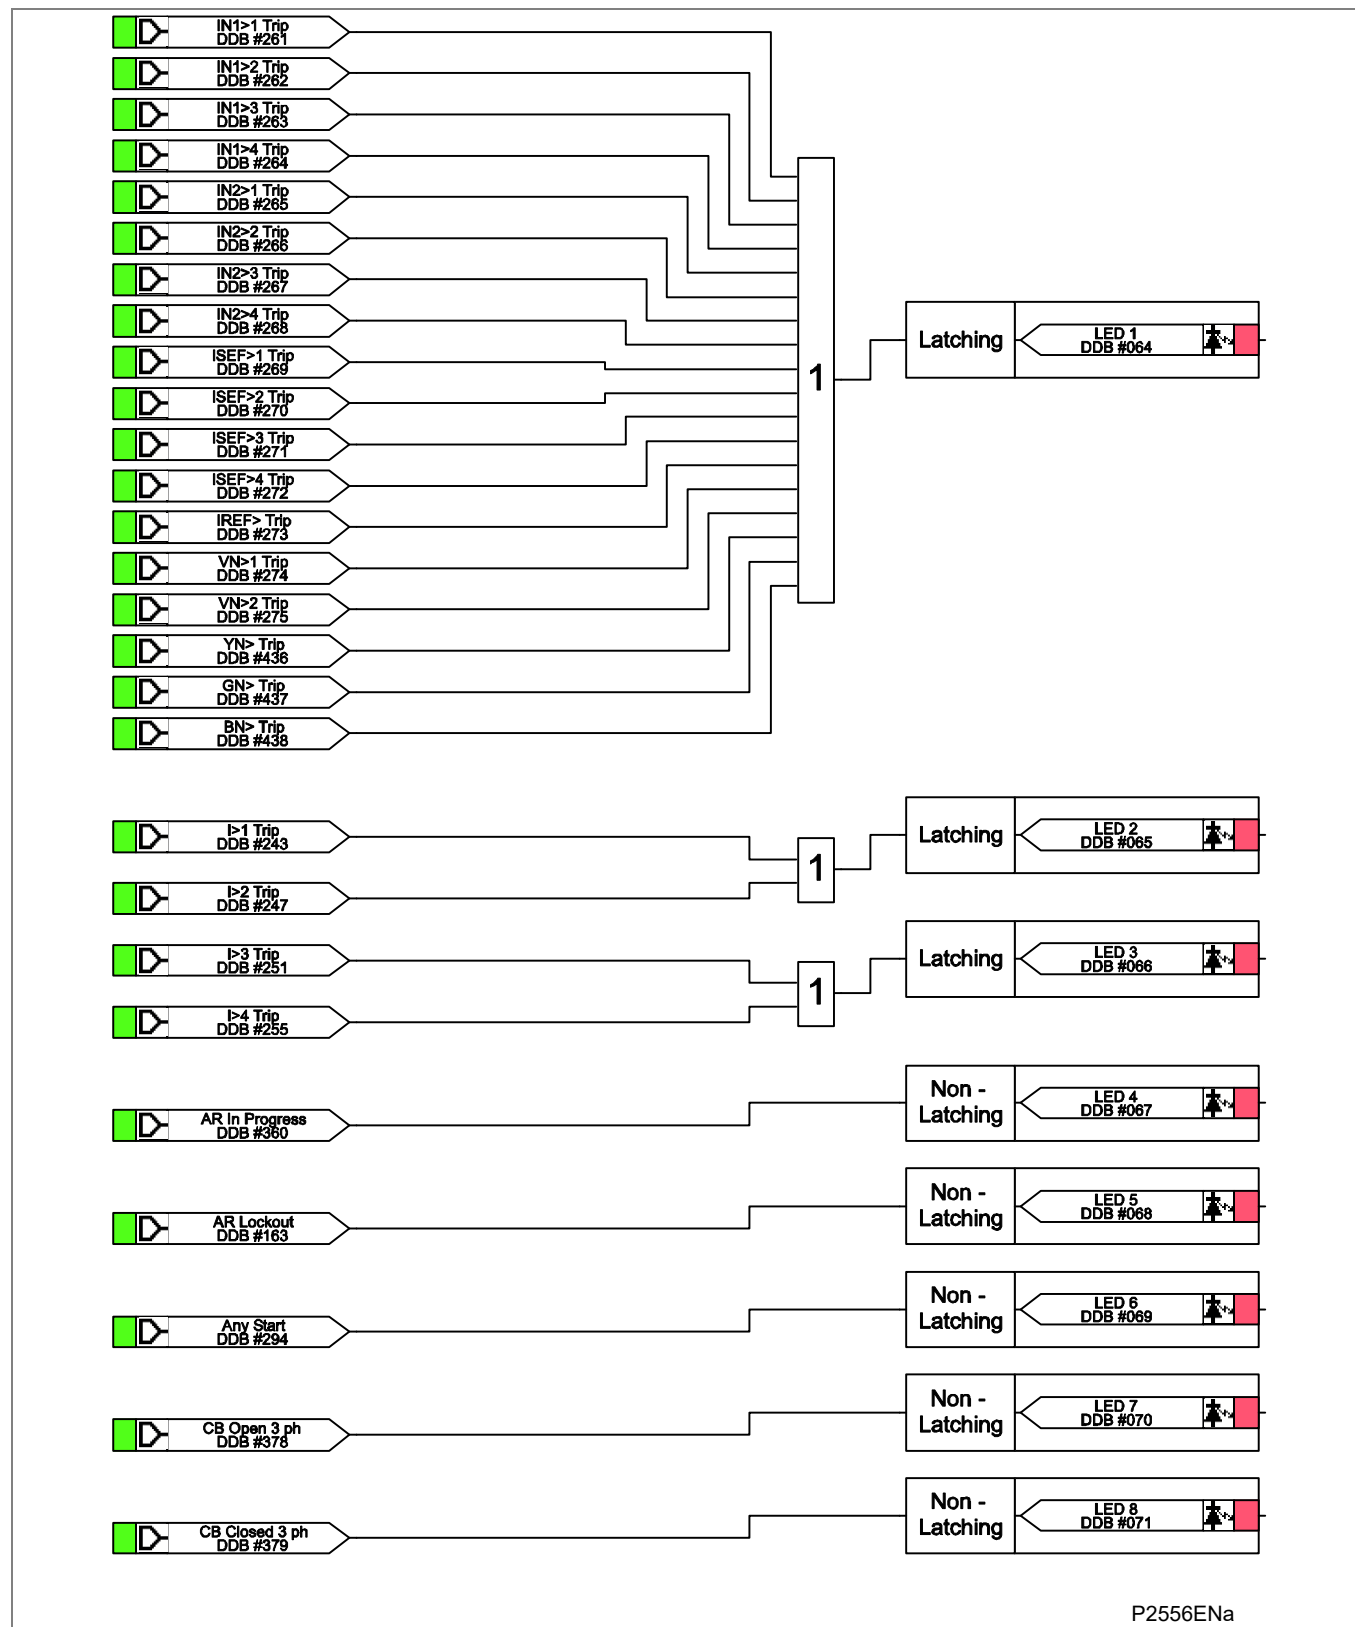 IN1>1 Trip
DDB #261
IN1>2 Trip
DDB #262
IN1>3 Trip
DDB #263
IN1>4 Trip
DDB #264
IN2>1 Trip
DDB #265
IN2>2 Trip
DDB #266
IN2>3 Trip
DDB #267
IN2>4 Trip
DDB #268
ISEF>1 Trip
DDB #269
ISEF>2 Trip
DDB #270
ISEF>3 Trip
DDB #271
ISEF>4 Trip
DDB #272
IREF> Trip
DDB #273
VN>1 Trip
DDB #274
VN>2 Trip
DDB #275
YN> Trip
DDB #436
GN> Trip
DDB #437
BN> Trip
DDB #438
1
Latching
LED 1
DDB #064
I>1 Trip
DDB #243
I>2 Trip
DDB #247
1
Latching
LED 2
DDB #065
I>3 Trip
DDB #251
I>4 Trip
DDB #255
1
Latching
LED 3
DDB #066
AR In Progress
DDB #360
Non -
Latching
LED 4
DDB #067
AR Lockout
DDB #163
Non -
Latching
LED 5
DDB #068
Any Start
DDB #294
Non -
Latching
LED 6
DDB #069
CB Open 3 ph
DDB #378
Non -
Latching
LED 7
DDB #070
CB Closed 3 ph
DDB #379
Non -
Latching
LED 8
DDB #071
P2556ENa